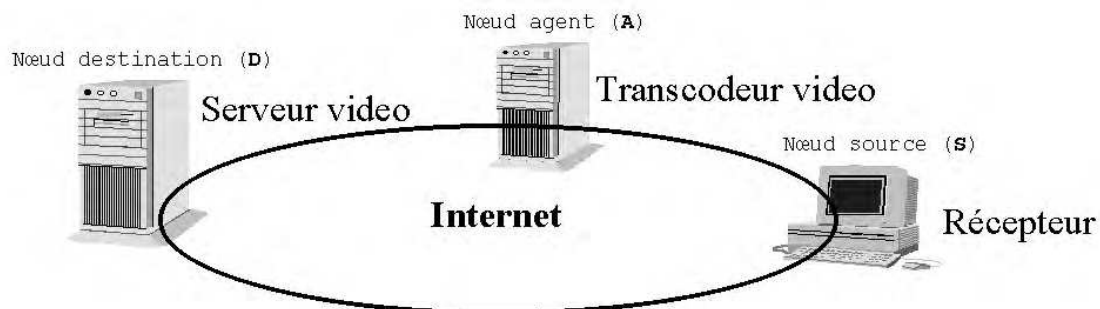 Nœud agent (A)
Nœud destination (D)
Serveur video
Transcodeur video
Nœud source (S)
Internet
Récepteur